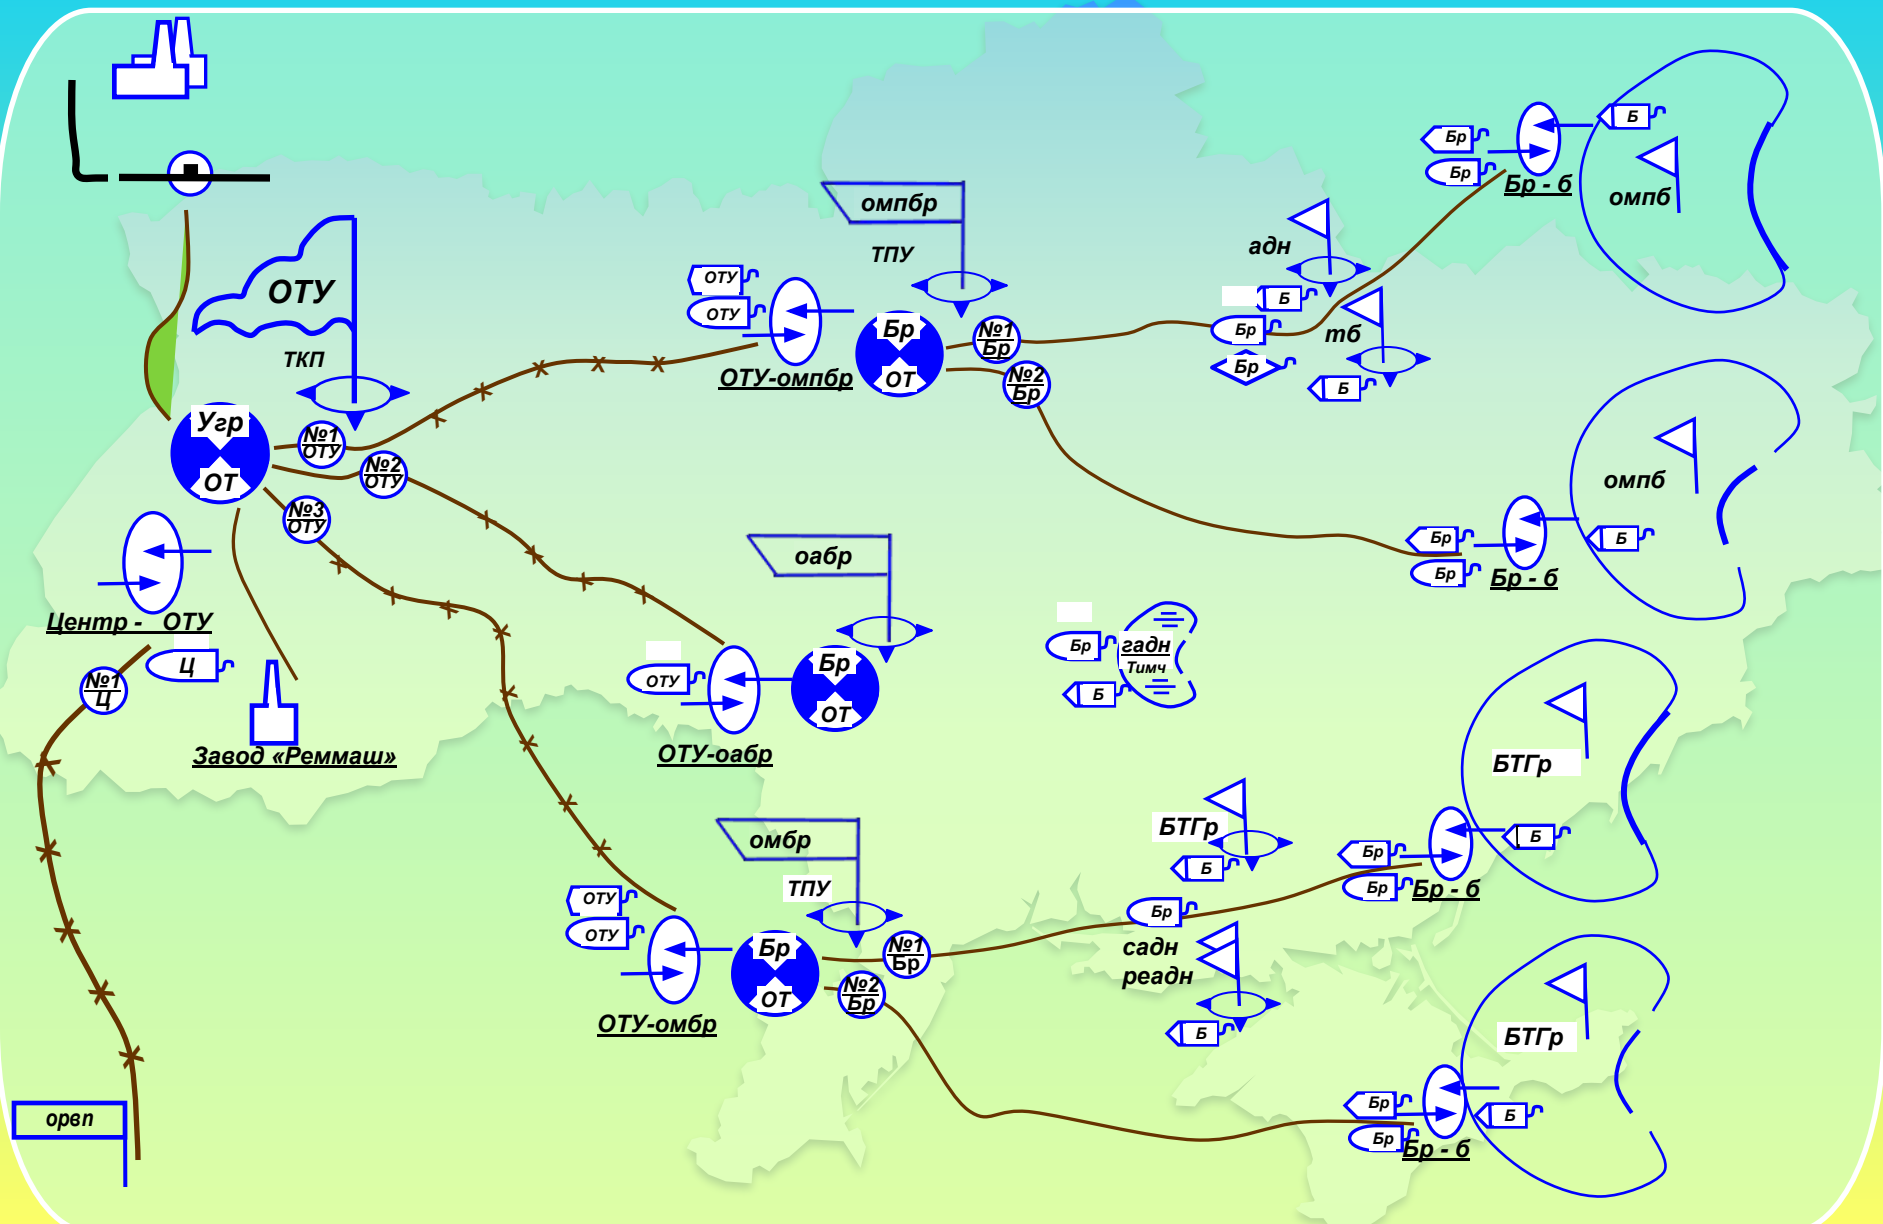 ОТУ
ТКП
Угр
ОТ
№1
ОТУ
№2
ОТУ
№3
ОТУ
Центр - ОТУ
Ц
№1
Ц
Завод «Реммаш»
орвп
омпбр
ТПУ
ОТУ
ОТУ
ОТУ-омпбр
Бр
ОТ
№1
Бр
№2
Бр
адн
Б
Бр
Бр
тб
Б
Бр
Бр
Бр - б
Б
омпб
Бр
Бр
Бр - б
Б
омпб
оабр
ОТУ
ОТУ-оабр
Бр
ОТ
Бр
Б
гадн
Тимч
омбр
ТПУ
ОТУ
ОТУ
ОТУ-омбр
Бр
ОТ
№1
Бр
№2
Бр
БТГр
Б
Бр
садн
реадн
Б
Бр
Бр
Бр - б
Б
БТГр
Бр
Бр
Бр - б
Б
БТГр